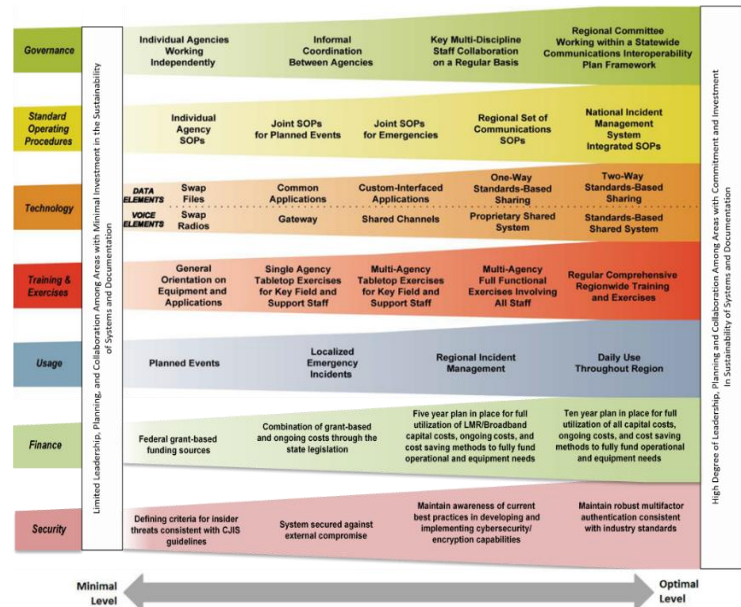 Governance
Individual Agencies
Working
Independently
Informal
Coordination
Between Agencies
Key Multi-Discipline
Staff Collaboration
on a Regular Basis
Regional Committee
Working within a Statewide
Communications Interoperability
Plan Framework
Standard
Operating
Procedures
Individual
Agency
SOPs
Joint SOPs
for Planned Events
Joint SOPs
for Emergencies
Regional Set of
Communications
SOPs
National Incident
Management
System
Integrated SOPs
Technology
DATA
ELEMENTS
Swap
Files
Common
Applications
Custom-Interfaced
Applications
One-Way
Standards-Based
Sharing
Two-Way
Standards-Based
Sharing
VOICE
ELEMENTS
Swap
Radios
Gateway
Shared Channels
Proprietary Shared
System
Standards-Based
Shared System
Training &
Exercises
General
Orientation on
Equipment and
Applications
Single Agency
Tabletop Exercises
for Key Field and
Support Staff
Multi-Agency
Tabletop Exercises
for Key Field and
Support Staff
Multi-Agency
Full Functional
Exercises Involving
All Staff
Regular Comprehensive
Regionwide Training
and Exercises
Usage
Planned Events
Localized
Emergency
Incidents
Regional Incident
Management
Daily Use
Throughout Region
Finance
Federal grant-based
funding sources
Combination of grant-based
and ongoing costs through the
state legislation
Five year plan in place for full
utilization of LMR/Broadband
capital costs, ongoing costs, and
cost saving methods to fully fund
operational and equipment needs
Ten year plan in place for full
utilization of all capital costs,
ongoing costs, and cost saving
methods to fully fund operational
and equipment needs
Security
Defining criteria for insider
threats consistent with CJIS
guidelines
System secured against
external compromise
Maintain awareness of current
best practices in developing and
implementing cybersecurity/
encryption capabilities
Maintain robust multifactor
authentication consistent
with industry standards
Limited Leadership, Planning, and Collaboration Among Areas with Minimal Investment in the Sustainability
of Systems and Documentation
High Degree of Leadership, Planning and Collaboration Among Areas with Commitment and Investment
In Sustainability of Systems and Documentation
Minimal
Level
Optimal
Level